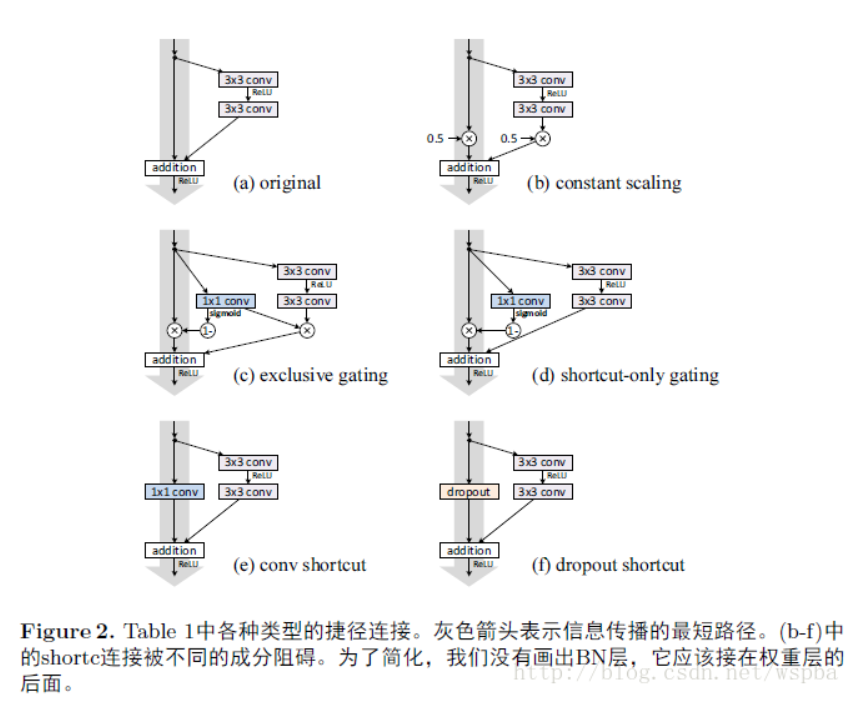 3x3 conv
ReLU
3x3 conv
addition
ReLU
(a) original
3x3 conv
ReLU
3x3 conv
0.5
0.5
addition
ReLU
(b) constant scaling
3x3 conv
ReLU
1x1 conv
3x3 conv
sigmoid
1-
addition
ReLU
(c) exclusive gating
3x3 conv
ReLU
1x1 conv
3x3 conv
sigmoid
1-
addition
ReLU
(d) shortcut-only gating
3x3 conv
ReLU
1x1 conv
3x3 conv
addition
ReLU
(e) conv shortcut
3x3 conv
ReLU
dropout
3x3 conv
addition
ReLU
(f) dropout shortcut
Figure 2. Table 1中各种类型的捷径连接。灰色箭头表示信息传播的最短路径。(b-f)中
的shortc连接被不同的成分阻碍。为了简化，我们没有画出BN层，它应该接在权重层的
后面。
http://blog.csdn.net/wspba